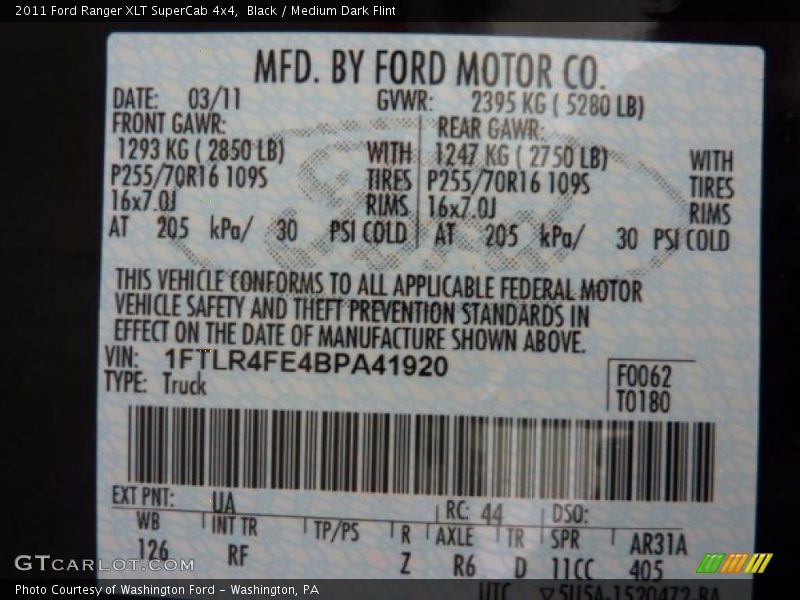 2011 Ford Ranger XLT SuperCab 4x4,  Black / Medium Dark Flint
MFD. BY FORD MOTOR CO.
DATE: 03/11 GVWR: 2395 KG ( 5280 LB)
FRONT GAWR: REAR GAWR:
1293 KG ( 2850 LB) WITH 1247 KG ( 2750 LB) WITH
P255/70R16 109S TIRES P255/70R16 109S TIRES
16x7.0J RIMS 16x7.0J RIMS
AT 205 kPa/ 30 PSI COLD AT 205 kPa/ 30 PSI COLD
THIS VEHICLE CONFORMS TO ALL APPLICABLE FEDERAL MOTOR
VEHICLE SAFETY AND THEFT PREVENTION STANDARDS IN
EFFECT ON THE DATE OF MANUFACTURE SHOWN ABOVE.
VIN: 1FTLR4FE4BPA41920
TYPE: Truck
F0062
T0180
EXT PNT: UA RC: 44 DSO:
WB INT TR TP/PS R AXLE TR SPR AR31A
126 RF Z R6 D 11CC 405
UTC ▽5U5A-1520472-BA
GTCARLOT.COM
Photo Courtesy of Washington Ford – Washington, PA